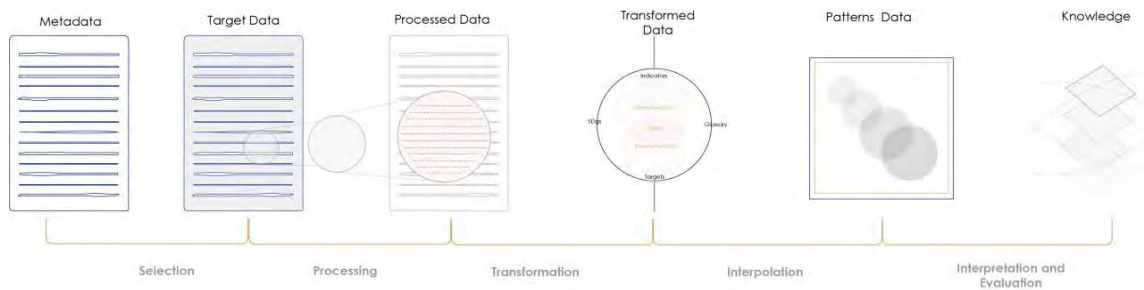 Metadata
Target Data
Processed Data
Transformed
Data
Patterns Data
Knowledge
Indicators
SDgs
Glossary
Targets
Selection
Processing
Transformation
Interpolation
Interpretation and
Evaluation